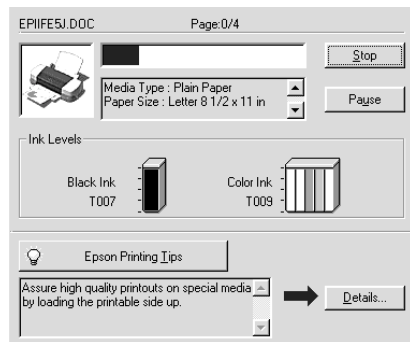 EPIIFE5J.DOC Page:0/4
Stop
Media Type : Plain Paper
Paper Size : Letter 8 1/2 x 11 in
Pause
Ink Levels
Black Ink
T007
Color Ink
T009
Epson Printing Tips
Assure high quality printouts on special media
by loading the printable side up.
Details...